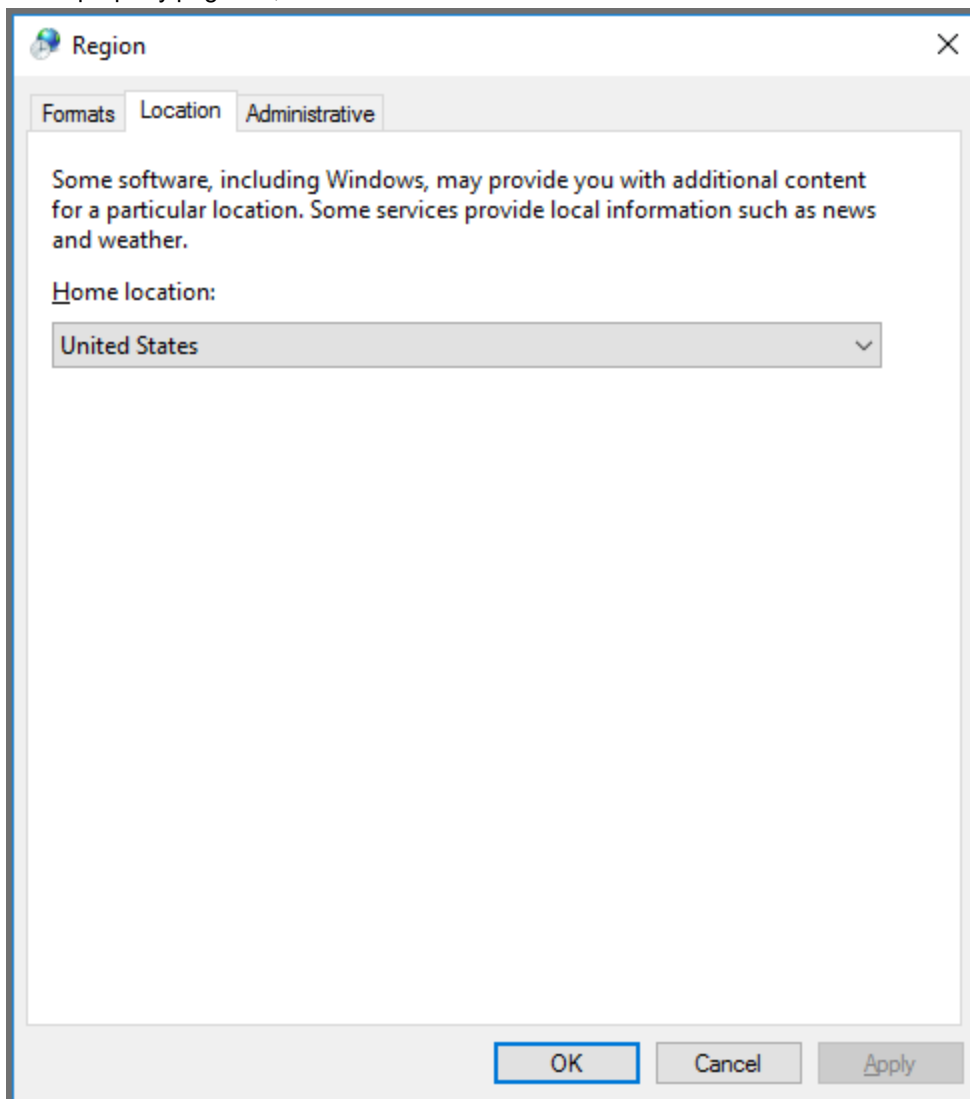 Region
Formats Location Administrative
Some software, including Windows, may provide you with additional content
for a particular location. Some services provide local information such as news
and weather.
Home location:
United States
OK Cancel Apply